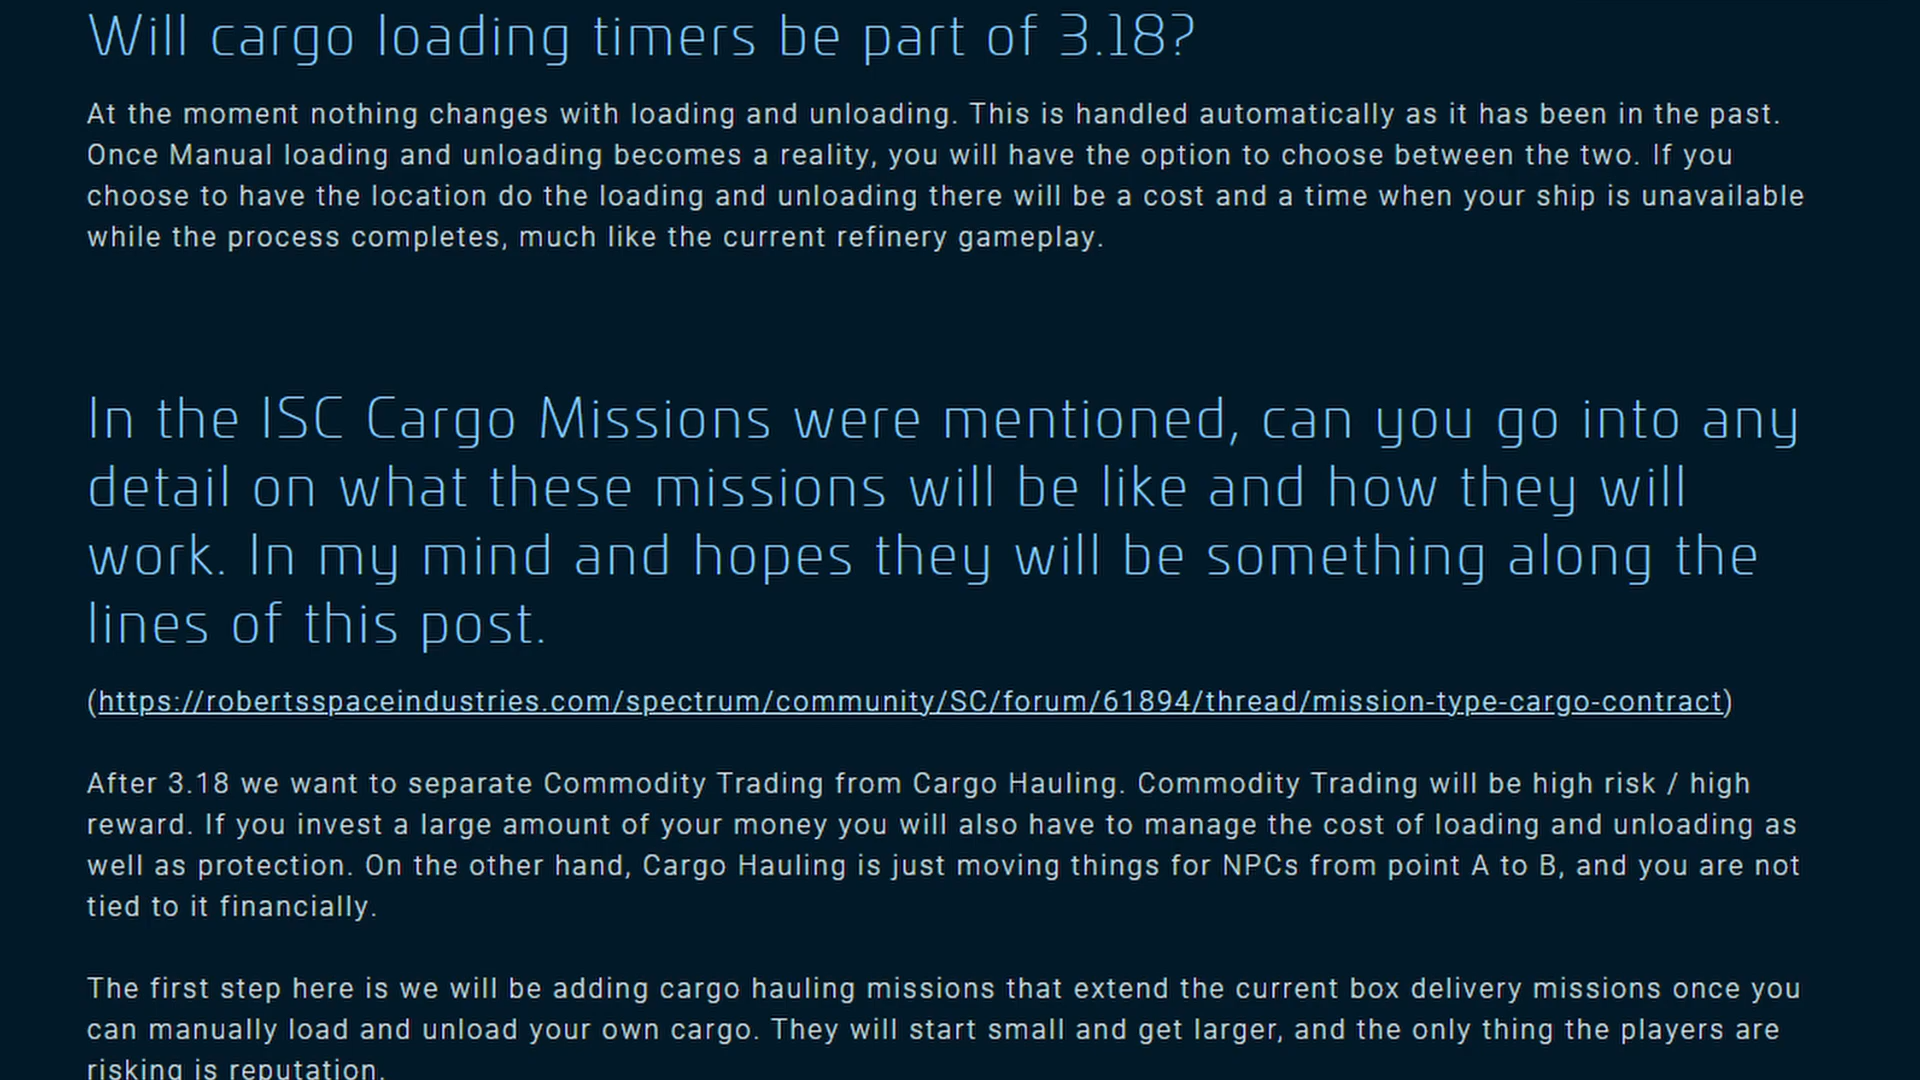 Will cargo loading timers be part of 3.18?
At the moment nothing changes with loading and unloading. This is handled automatically as it has been in the past.
Once Manual loading and unloading becomes a reality, you will have the option to choose between the two. If you
choose to have the location do the loading and unloading there will be a cost and a time when your ship is unavailable
while the process completes, much like the current refinery gameplay.
In the ISC Cargo Missions were mentioned, can you go into any
detail on what these missions will be like and how they will
work. In my mind and hopes they will be something along the
lines of this post.
(https://robertsspaceindustries.com/spectrum/community/SC/forum/61894/thread/mission-type-cargo-contract)
After 3.18 we want to separate Commodity Trading from Cargo Hauling. Commodity Trading will be high risk / high
reward. If you invest a large amount of your money you will also have to manage the cost of loading and unloading as
well as protection. On the other hand, Cargo Hauling is just moving things for NPCs from point A to B, and you are not
tied to it financially.
The first step here is we will be adding cargo hauling missions that extend the current box delivery missions once you
can manually load and unload your own cargo. They will start small and get larger, and the only thing the players are
risking is reputation.